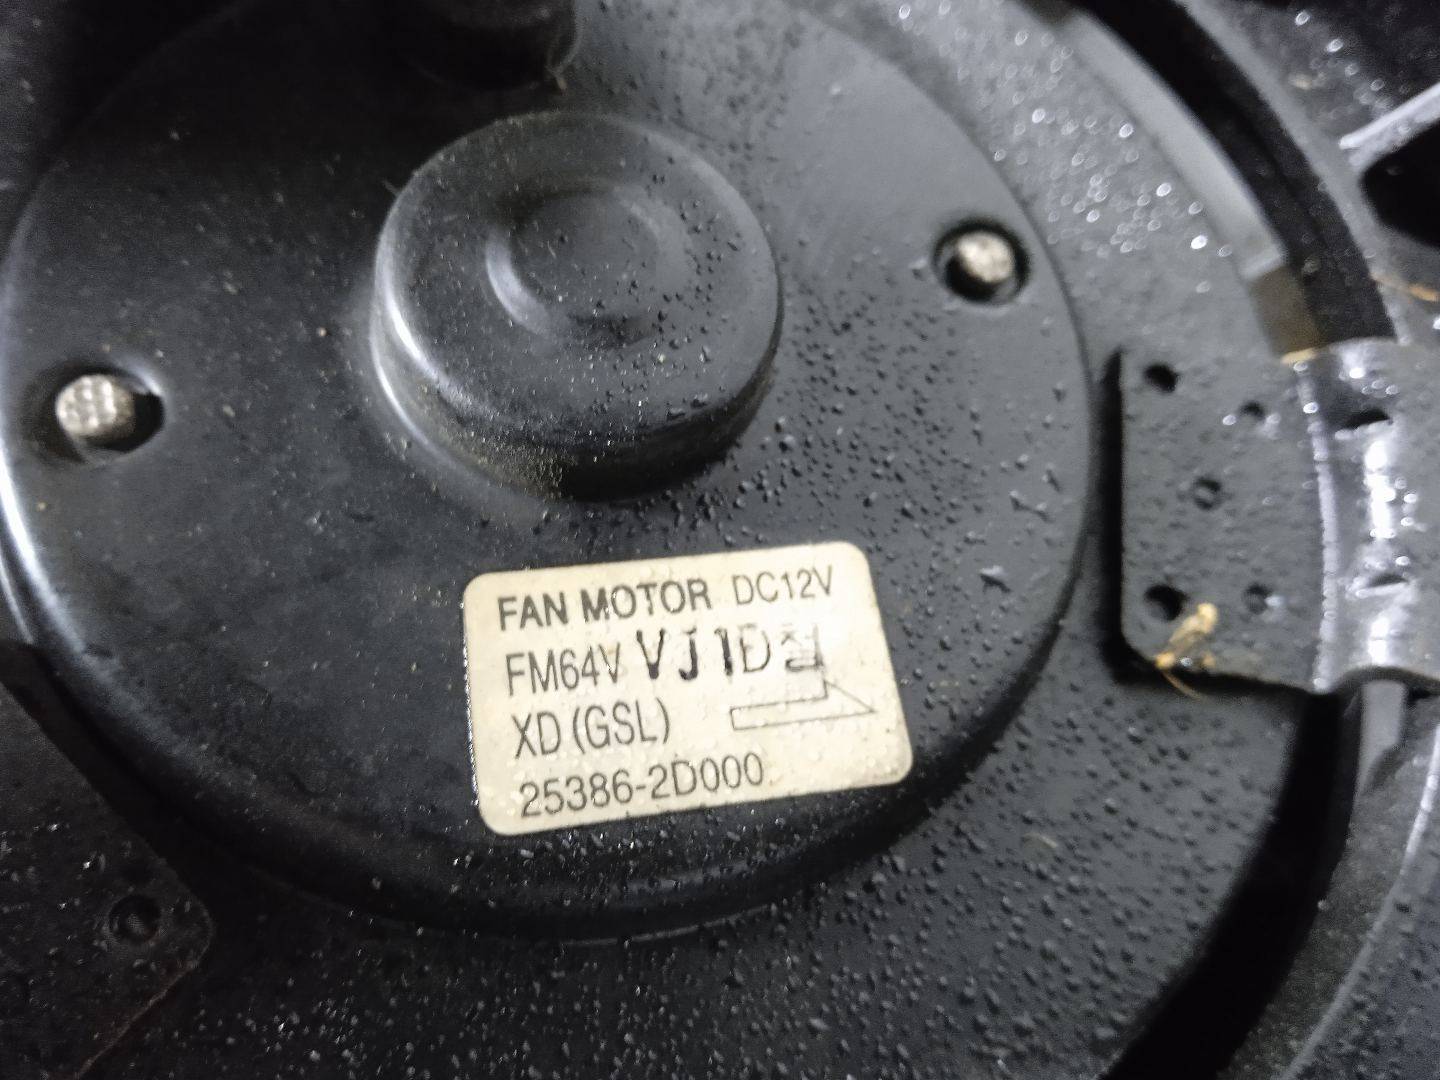 FAN MOTOR DC12V
FM64V VJ1D
XD (GSL)
25386-2D000